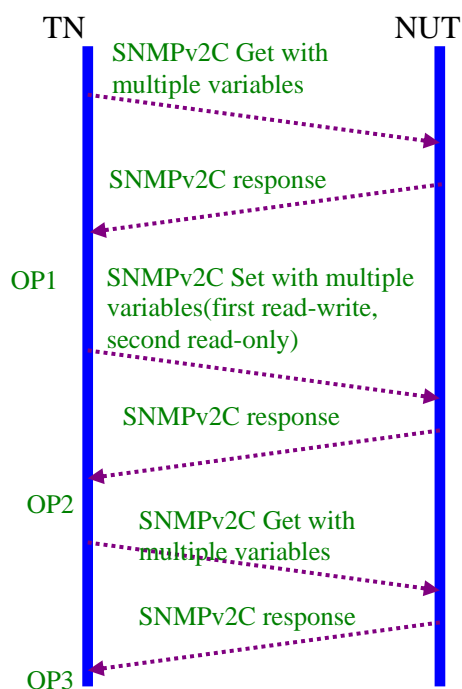 TN NUT
SNMPv2C Get with
multiple variables
SNMPv2C response
OP1
SNMPv2C Set with multiple
variables(first read-write,
second read-only)
SNMPv2C response
OP2
SNMPv2C Get with
multiple variables
SNMPv2C response
OP3